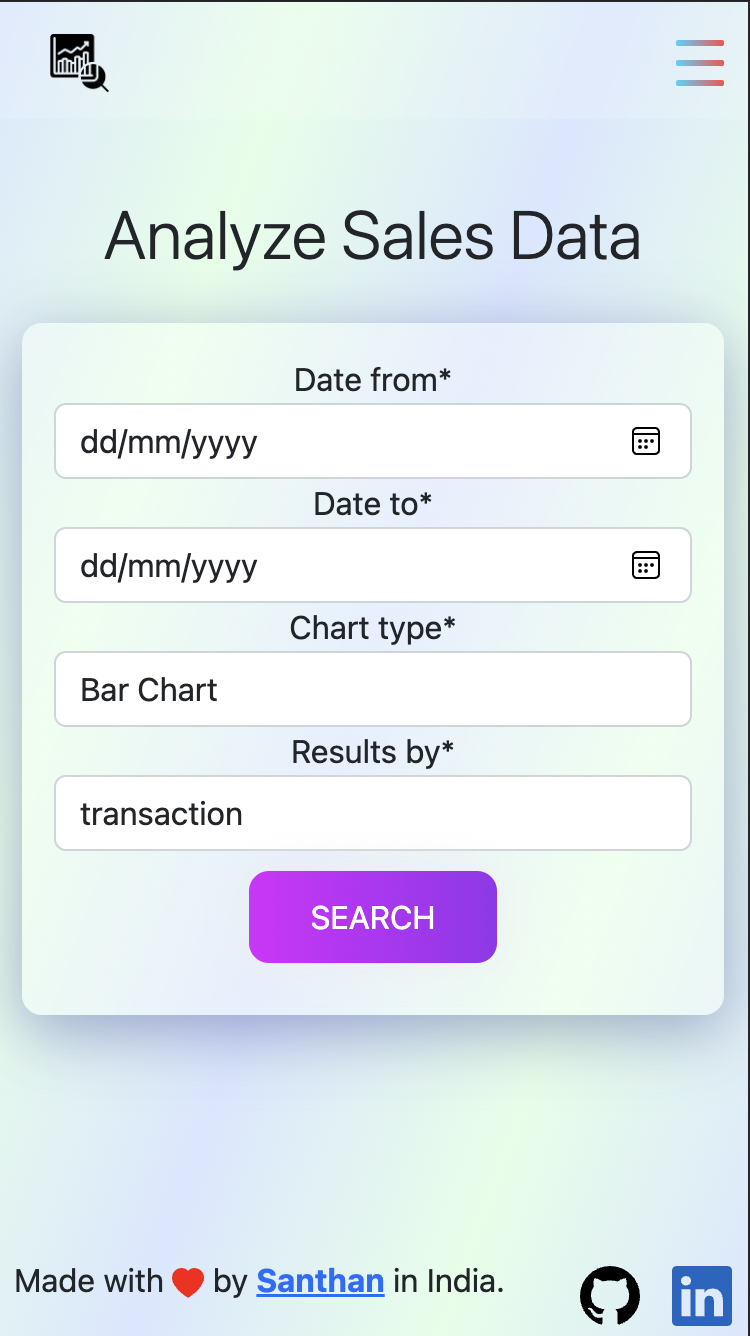 Analyze Sales Data
Date from*
dd/mm/yyyy
Date to*
dd/mm/yyyy
Chart type*
Bar Chart
Results by*
transaction
SEARCH
Made with ❤️ by Santhan in India.
in